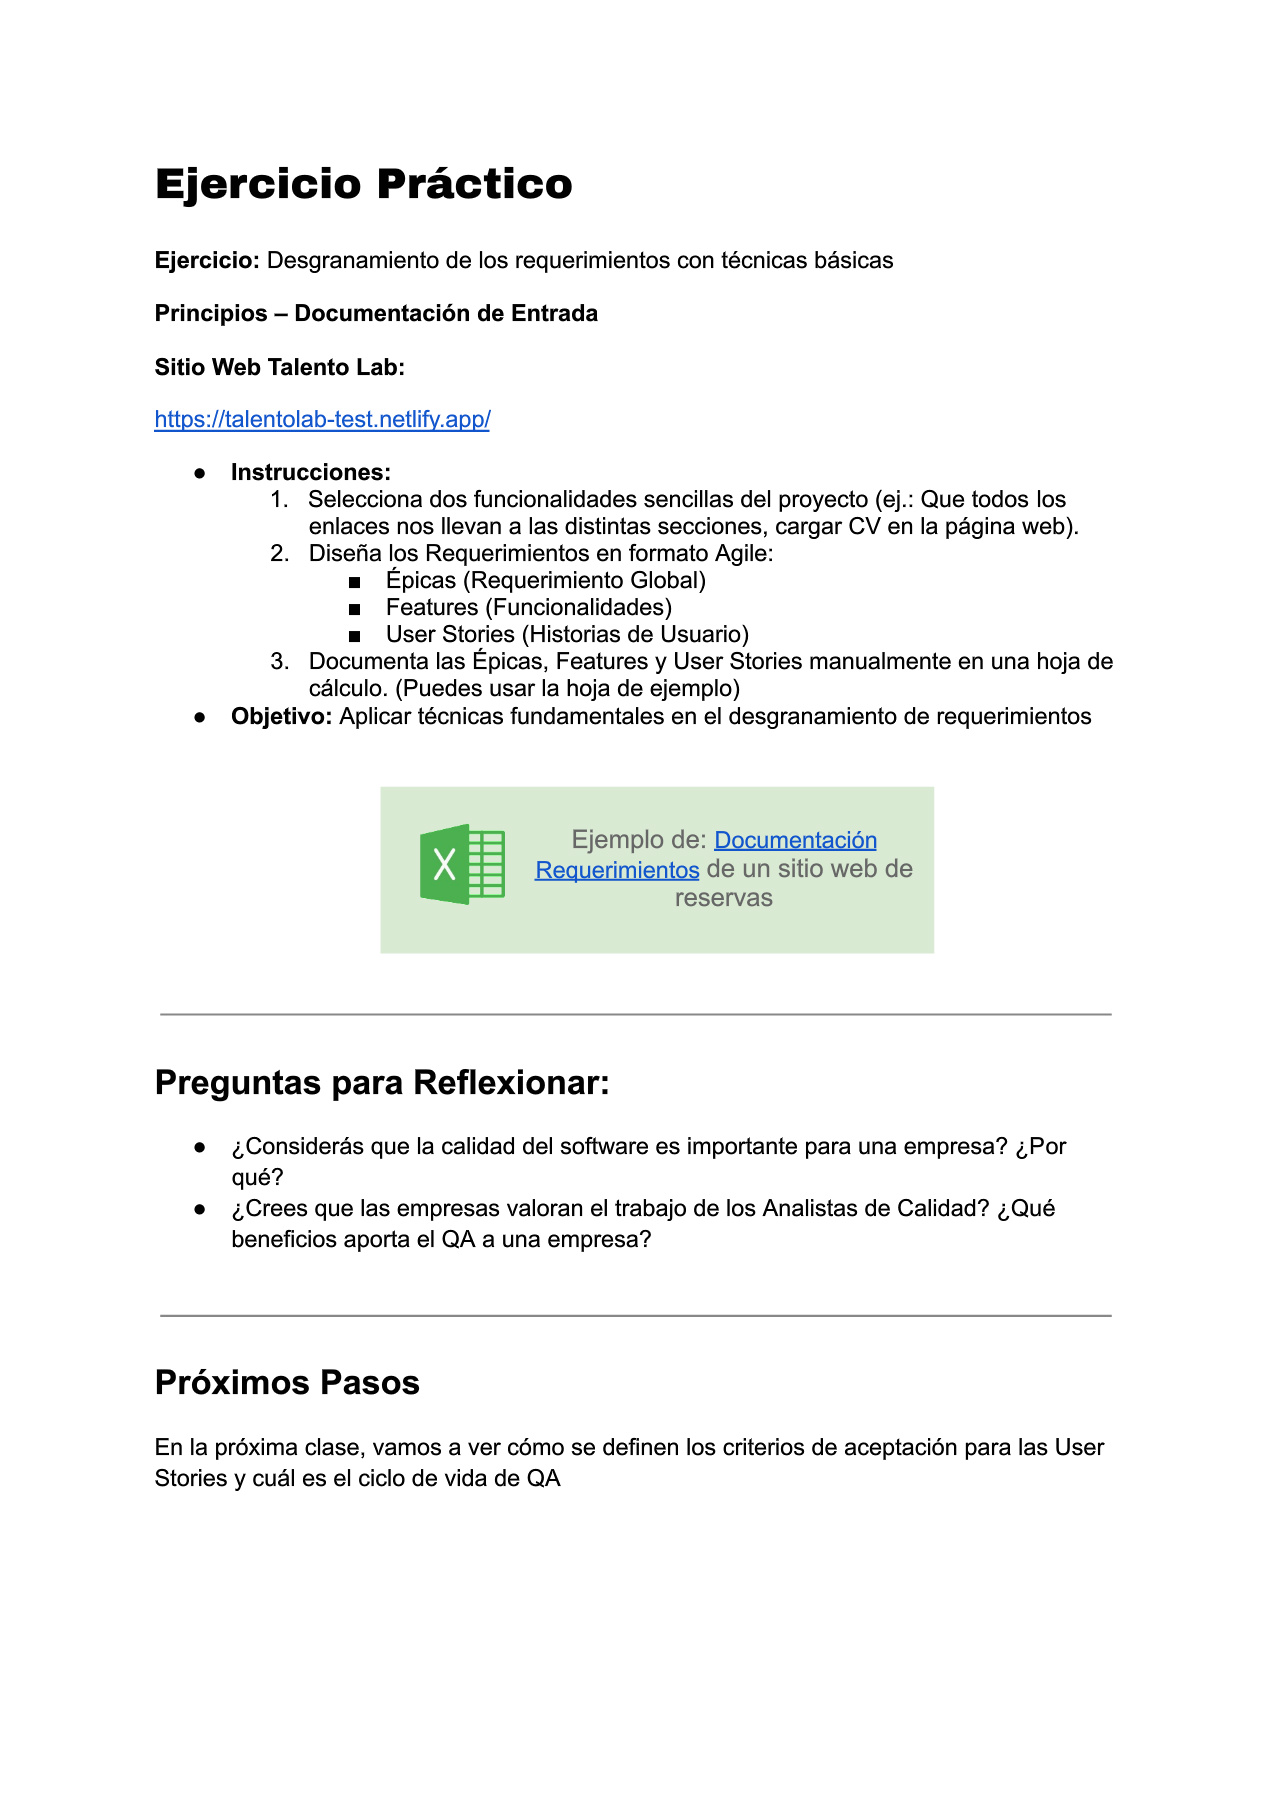 Ejercicio Práctico
Ejercicio: Desgranamiento de los requerimientos con técnicas básicas
Principios – Documentación de Entrada
Sitio Web Talento Lab:
https://talentolab-test.netlify.app/
● Instrucciones:
1. Selecciona dos funcionalidades sencillas del proyecto (ej.: Que todos los
enlaces nos llevan a las distintas secciones, cargar CV en la página web).
2. Diseña los Requerimientos en formato Agile:
■ Épicas (Requerimiento Global)
■ Features (Funcionalidades)
■ User Stories (Historias de Usuario)
3. Documenta las Épicas, Features y User Stories manualmente en una hoja de
cálculo. (Puedes usar la hoja de ejemplo)
● Objetivo: Aplicar técnicas fundamentales en el desgranamiento de requerimientos
X
Ejemplo de: Documentación
Requerimientos de un sitio web de
reservas
Preguntas para Reflexionar:
● ¿Considerás que la calidad del software es importante para una empresa? ¿Por
qué?
● ¿Crees que las empresas valoran el trabajo de los Analistas de Calidad? ¿Qué
beneficios aporta el QA a una empresa?
Próximos Pasos
En la próxima clase, vamos a ver cómo se definen los criterios de aceptación para las User
Stories y cuál es el ciclo de vida de QA